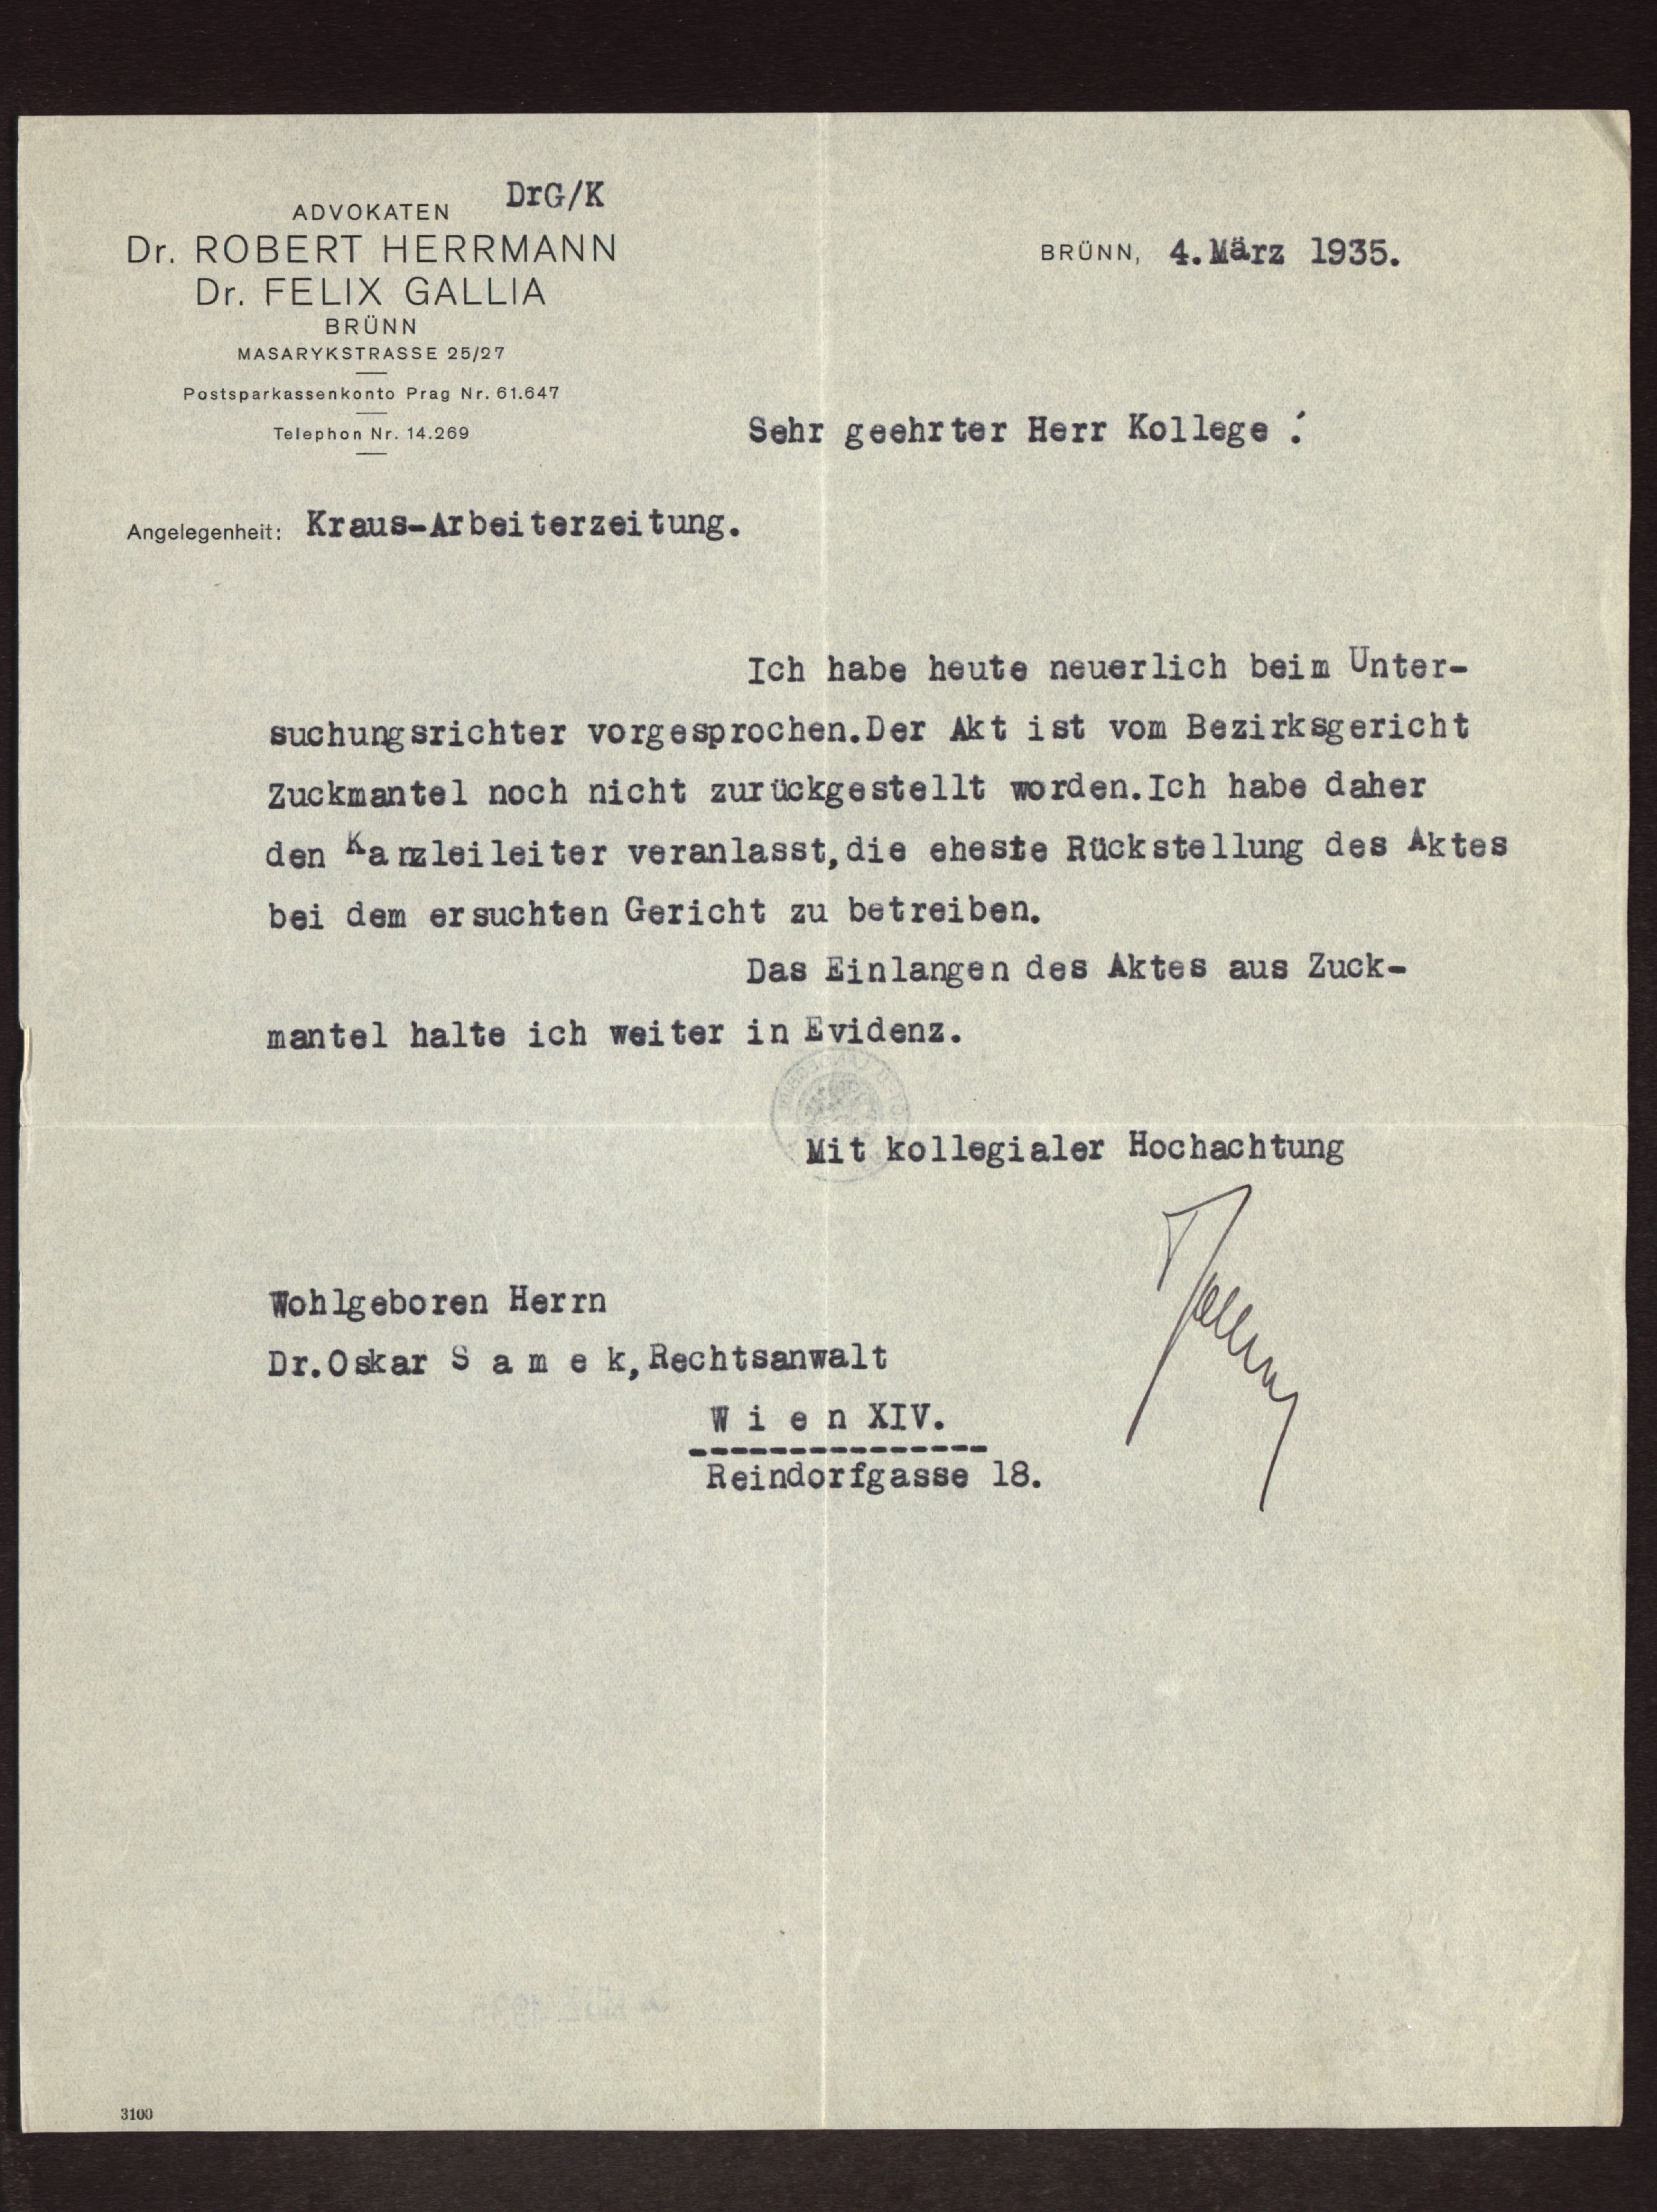 DrG/K
ADVOKATEN
Dr. ROBERT HERRMANN
Dr. FELIX GALLIA
BRÜNN
MASARYKSTRASSE 25/27
Postsparkassenkonto Prag Nr. 61.647
Telephon Nr. 14.269
BRÜNN, 4.März 1935.
Sehr geehrter Herr Kollege !
Angelegenheit: Kraus-Arbeiterzeitung.
Ich habe heute neuerlich beim Unter-
suchungsrichter vorgesprochen.Der Akt ist vom Bezirksgericht
Zuckmantel noch nicht zurückgestellt worden.Ich habe daher
den Kanzleileiter veranlasst,die eheste Rückstellung des Aktes
bei dem ersuchten Gericht zu betreiben.
Das Einlangen des Aktes aus Zuck-
mantel halte ich weiter in Evidenz.
Mit kollegialer Hochachtung
Wohlgeboren Herrn
Dr.Oskar S a m e k,Rechtsanwalt
W i e n XIV.
Reindorfgasse 18.
3100